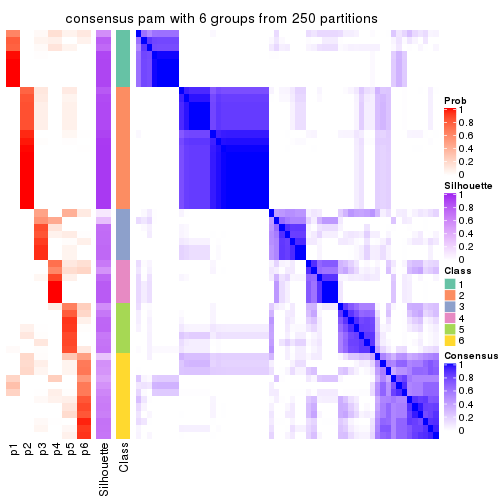 consensus pam with 6 groups from 250 partitions
Prob
1
0.8
0.6
0.4
0.2
0
Silhouette
1
0.8
0.6
0.4
0.2
0
Class
1
2
3
4
5
6
Consensus
1
0.8
0.6
0.4
0.2
0
p1
p2
p3
p4
p5
p6
Silhouette
Class